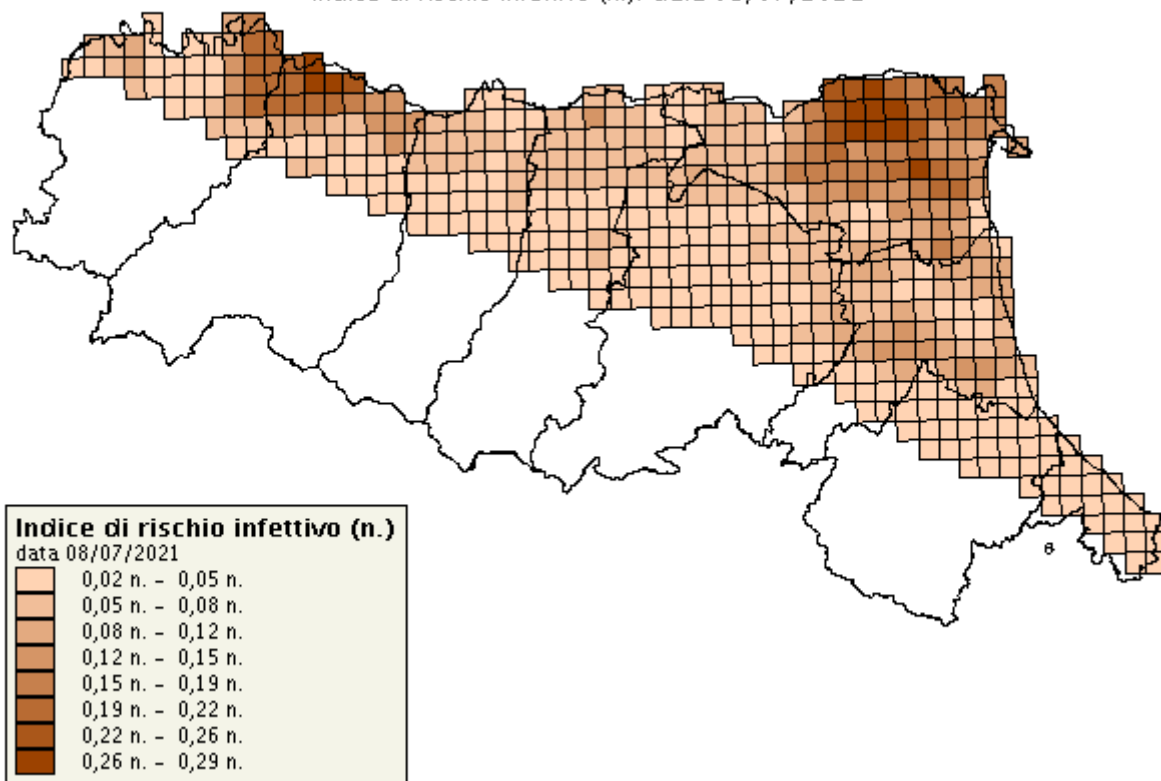 Indice di rischio infettivo (n.)
data 08/07/2021
0,02 n. - 0,05 n.
0,05 n. - 0,08 n.
0,08 n. - 0,12 n.
0,12 n. - 0,15 n.
0,15 n. - 0,19 n.
0,19 n. - 0,22 n.
0,22 n. - 0,26 n.
0,26 n. - 0,29 n.